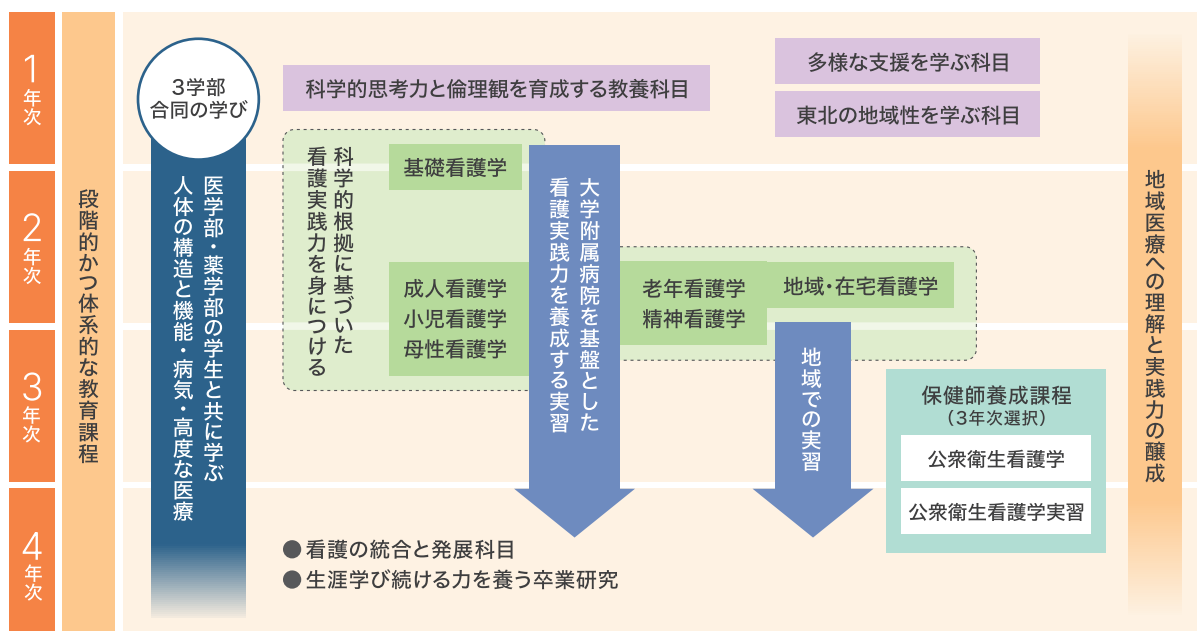 1
年次
2
年次
3
年次
4
年次
段階的かつ体系的な教育課程
3学部
合同の学び
医学部・薬学部の学生と共に学ぶ
人体の構造と機能・病気・高度な医療
科学的思考力と倫理観を育成する教養科目
多様な支援を学ぶ科目
東北の地域性を学ぶ科目
科学的根拠に基づいた
看護実践力を身につける
基礎看護学
成人看護学
小児看護学
母性看護学
大学附属病院を基盤とした
看護実践力を養成する実習
老年看護学
精神看護学
地域・在宅看護学
地域での実習
保健師養成課程
（3年次選択）
公衆衛生看護学
公衆衛生看護学実習
●看護の統合と発展科目
●生涯学び続ける力を養う卒業研究
地域医療への理解と実践力の醸成